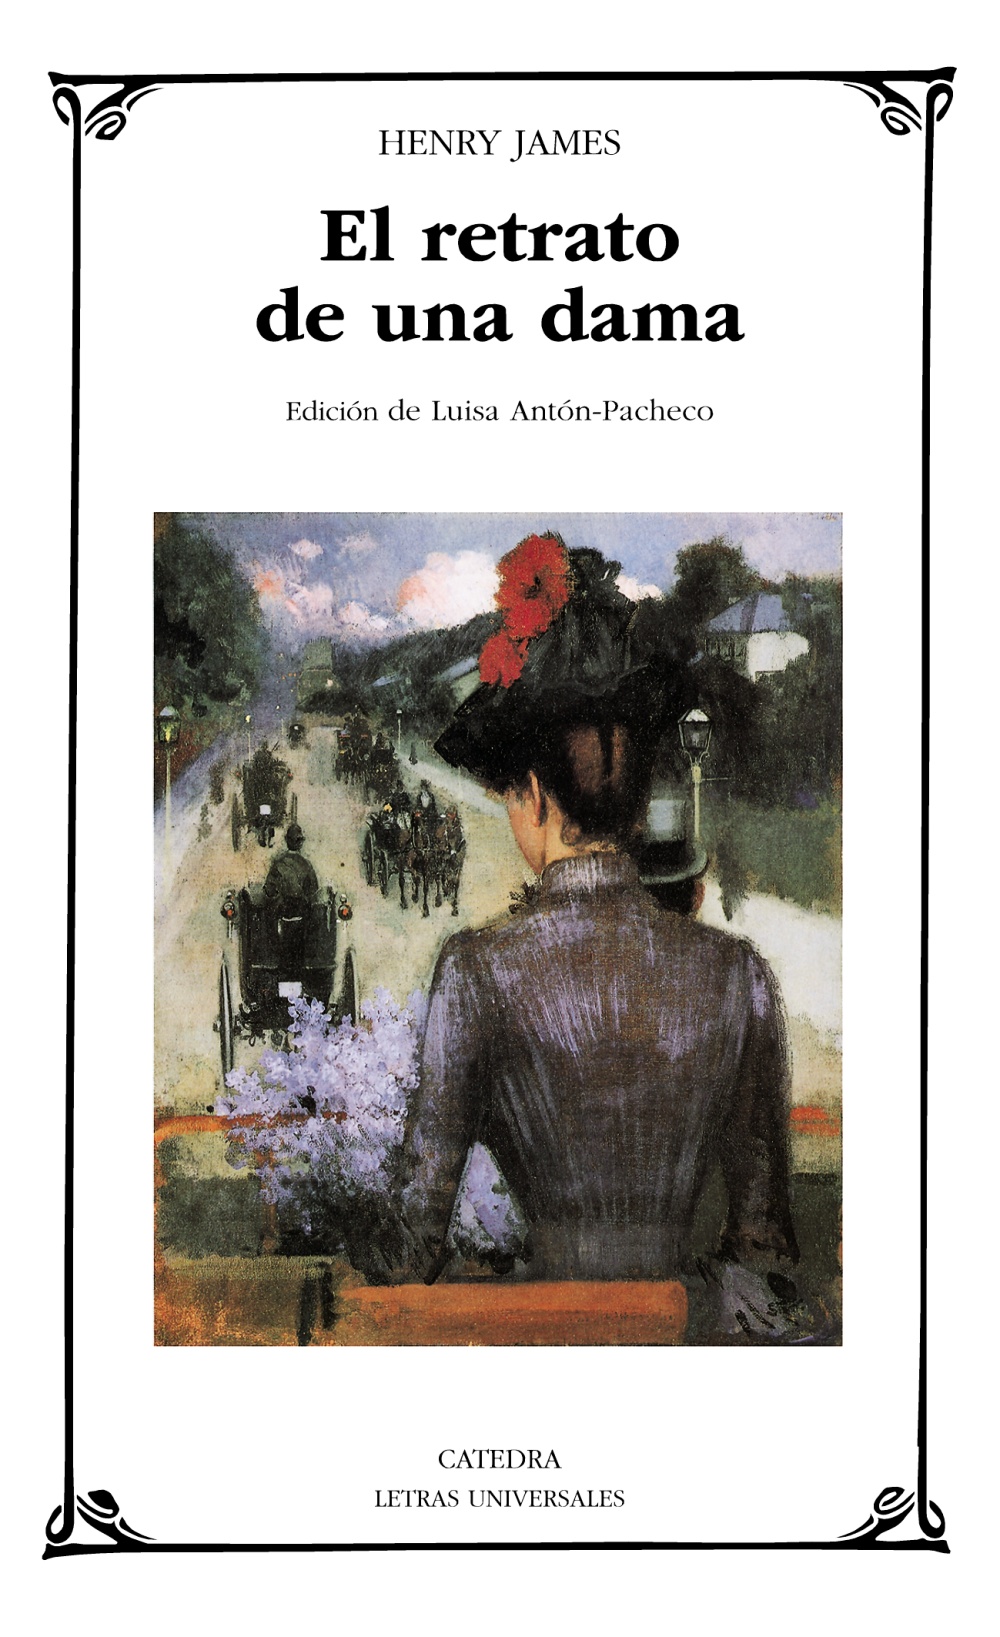 HENRY JAMES
El retrato
de una dama
Edición de Luisa Antón-Pacheco
CATEDRA
LETRAS UNIVERSALES